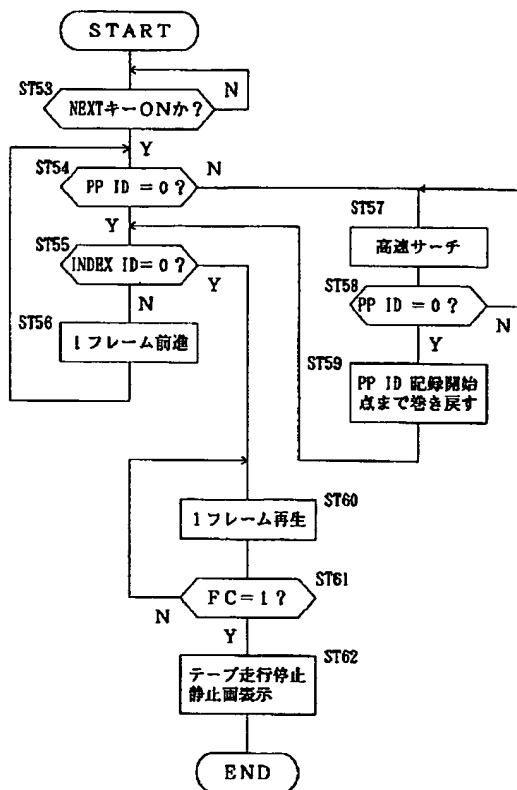 START
N
ST53
NEXTキーONか？
Y
ST54
N
PP ID =0？
ST57
Y
高速サーチ
ST55
INDEX ID=0？
Y
ST58
N
PP ID =0？
N
ST56
1フレーム前進
Y
ST59
PP ID 記録開始
点まで巻き戻す
ST60
1フレーム再生
ST61
FC=1？
N
Y
ST62
テープ走行停止
静止画表示
END